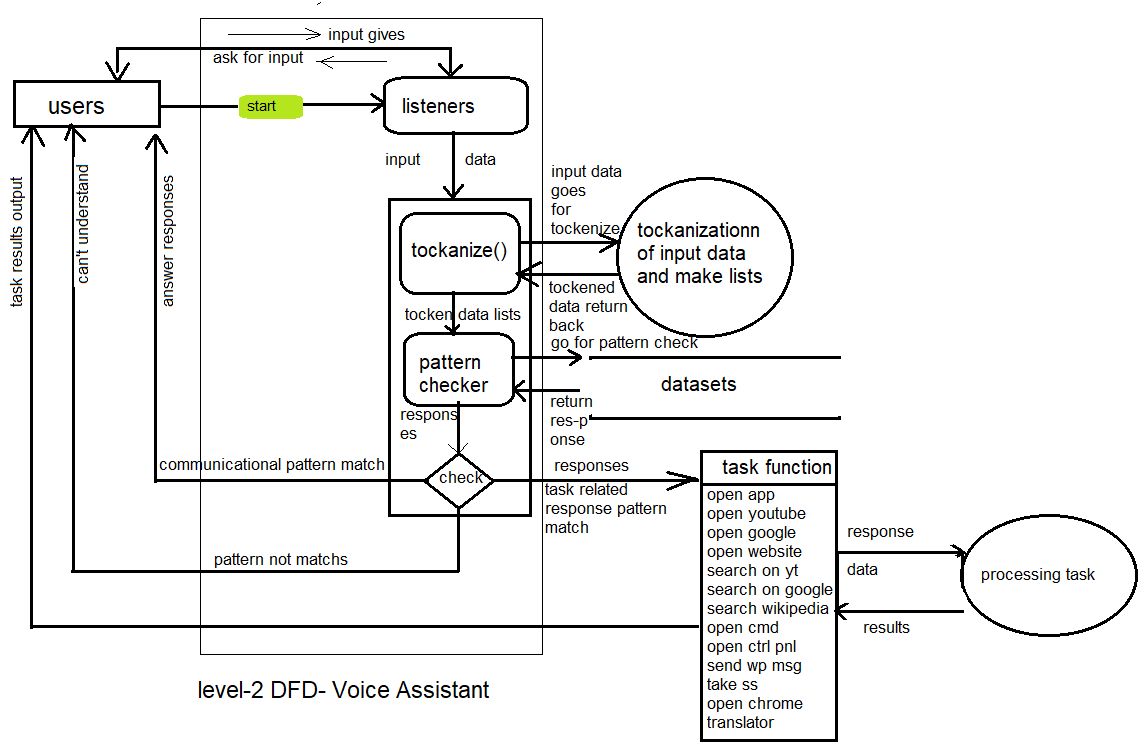 input gives
ask for input
users
start
listeners
input
data
input data
goes
for
tockenize
tockanize()
tockanizationn
of input data
and make lists
tockened
data return
back
tocken data lists
go for pattern check
pattern
checker
datasets
return
res-p
onse
respons
es
task results output
can't understand
answer responses
communicational pattern match
check
responses
task related
response pattern
match
pattern not matchs
task function
open app
open youtube
open google
open website
search on yt
search on google
search wikipedia
open cmd
open ctrl pnl
send wp msg
take ss
open chrome
translator
response
data
processing task
results
level-2 DFD- Voice Assistant